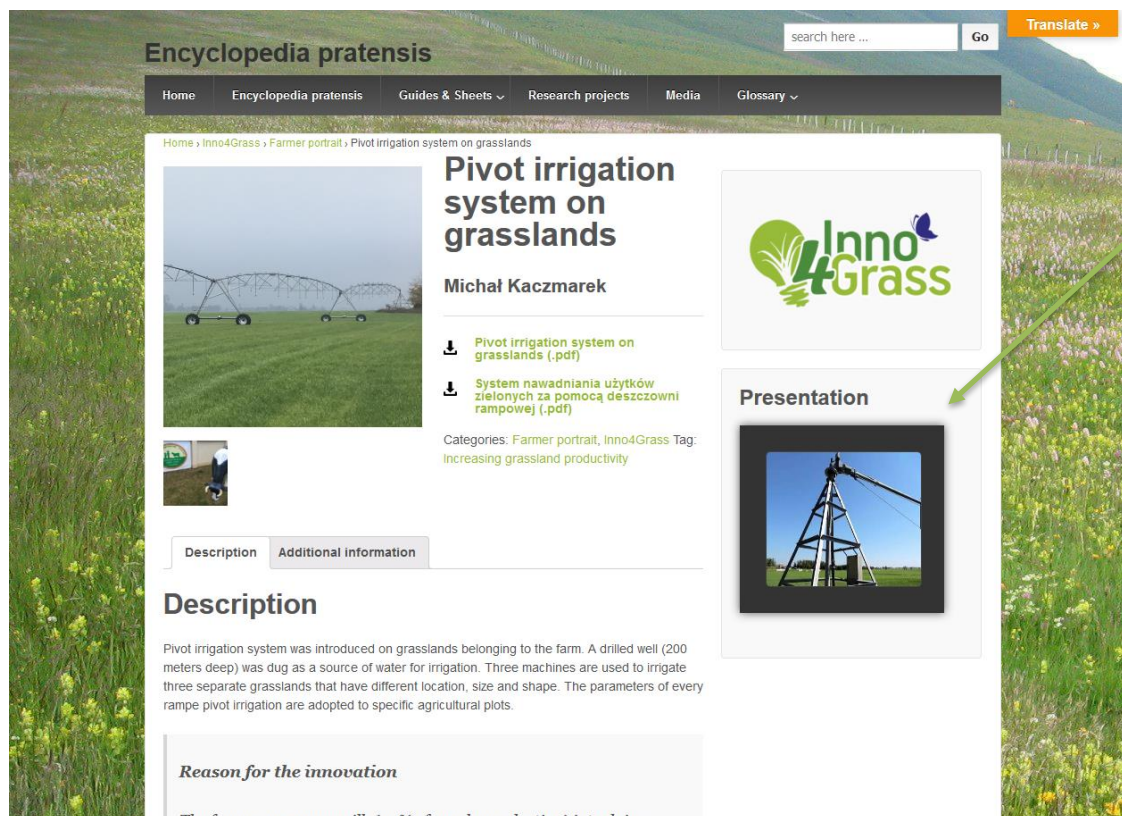 Translate »
search here ...
Go
Encyclopedia pratensis
Home
Encyclopedia pratensis
Guides & Sheets
Research projects
Media
Glossary
Home › Inno4Grass › Farmer portrait › Pivot irrigation system on grasslands
Pivot irrigation
system on
grasslands
Michał Kaczmarek
Pivot irrigation system on
grasslands (.pdf)
System nawadniania użytków
zielonych za pomocą deszczowni
rampowej (.pdf)
Categories: Farmer portrait, Inno4Grass Tag:
Increasing grassland productivity
Inno
4Grass
Presentation
Description
Additional information
Description
Pivot irrigation system was introduced on grasslands belonging to the farm. A drilled well (200
meters deep) was dug as a source of water for irrigation. Three machines are used to irrigate
three separate grasslands that have different location, size and shape. The parameters of every
rampe pivot irrigation are adopted to specific agricultural plots.
Reason for the innovation